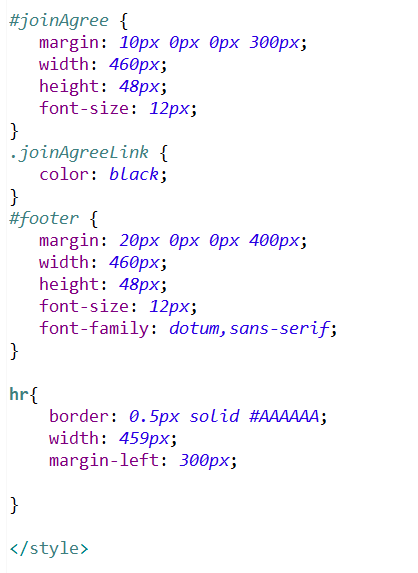 #joinAgree {
margin: 10px 0px 0px 300px;
width: 460px;
height: 48px;
font-size: 12px;
}
.joinAgreeLink {
color: black;
}
#footer {
margin: 20px 0px 0px 400px;
width: 460px;
height: 48px;
font-size: 12px;
font-family: dotum,sans-serif;
}
hr{
border: 0.5px solid #AAAAAA;
width: 459px;
margin-left: 300px;
}
</style>